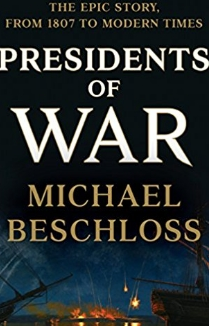 THE EPIC STORY,
FROM 1807 TO MODERN TIMES
PRESIDENTS
OF
WAR
MICHAEL
BESCHLOSS